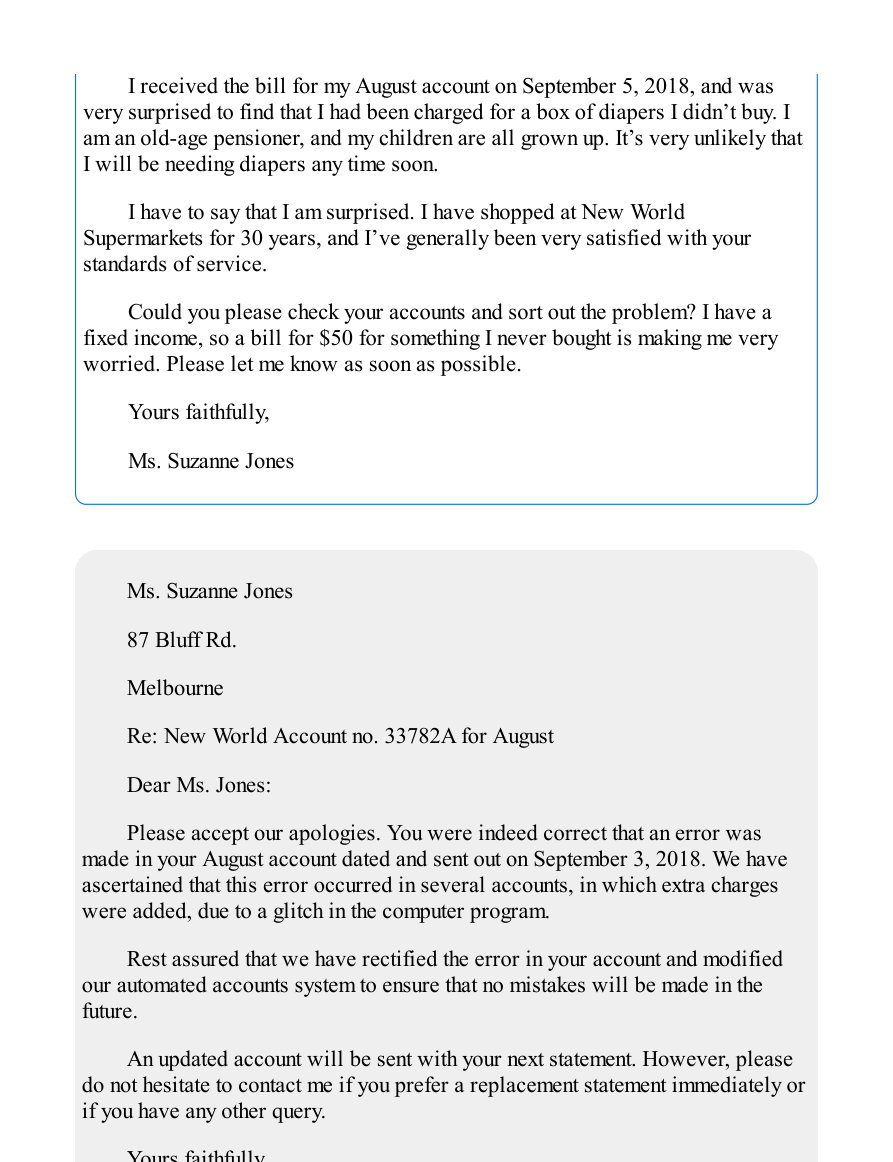 I received the bill for my August account on September 5, 2018, and was
very surprised to find that I had been charged for a box of diapers I didn’t buy. I
am an old-age pensioner, and my children are all grown up. It’s very unlikely that
I will be needing diapers any time soon.
I have to say that I am surprised. I have shopped at New World
Supermarkets for 30 years, and I’ve generally been very satisfied with your
standards of service.
Could you please check your accounts and sort out the problem? I have a
fixed income, so a bill for $50 for something I never bought is making me very
worried. Please let me know as soon as possible.
Yours faithfully,
Ms. Suzanne Jones
Ms. Suzanne Jones
87 Bluff Rd.
Melbourne
Re: New World Account no. 33782A for August
Dear Ms. Jones:
Please accept our apologies. You were indeed correct that an error was
made in your August account dated and sent out on September 3, 2018. We have
ascertained that this error occurred in several accounts, in which extra charges
were added, due to a glitch in the computer program.
Rest assured that we have rectified the error in your account and modified
our automated accounts system to ensure that no mistakes will be made in the
future.
An updated account will be sent with your next statement. However, please
do not hesitate to contact me if you prefer a replacement statement immediately or
if you have any other query.
Yours faithfully